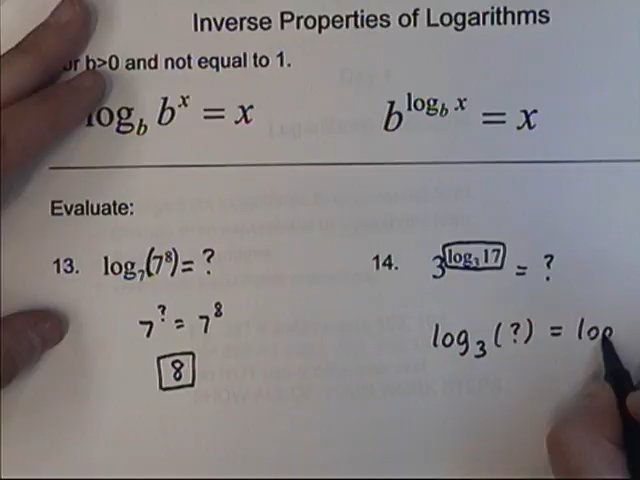 Inverse Properties of Logarithms
b>0 and not equal to 1.
log_b b^x = x
b^{log_b x} = x
Evaluate:
13. log_7(7^8) = ?
7^? = 7^8
8
14. 3^{log_3 17} = ?
log_3 (?) = log